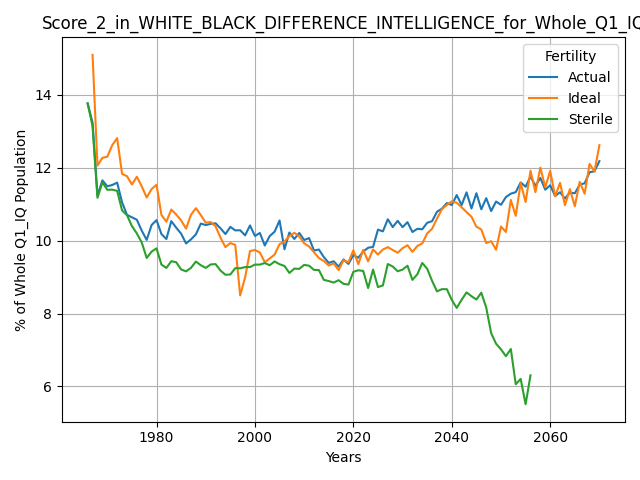 Score_2_in_WHITE_BLACK_DIFFERENCE_INTELLIGENCE_for_Whole_Q1_IQ
Fertility
Actual
Ideal
Sterile
% of Whole Q1_IQ Population
14
12
10
8
6
1980
2000
2020
2040
2060
Years